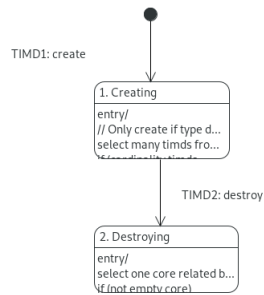 TIMD1: create
1. Creating
entry/
// Only create if type d...
select many timds fro...
TIMD2: destroy
2. Destroying
entry/
select one core related b...
if (not empty core)